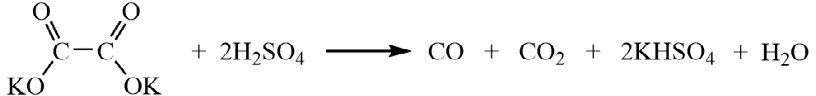 O O
C C + 2H₂SO₄ → CO + CO₂ + 2KHSO₄ + H₂O
KO OK